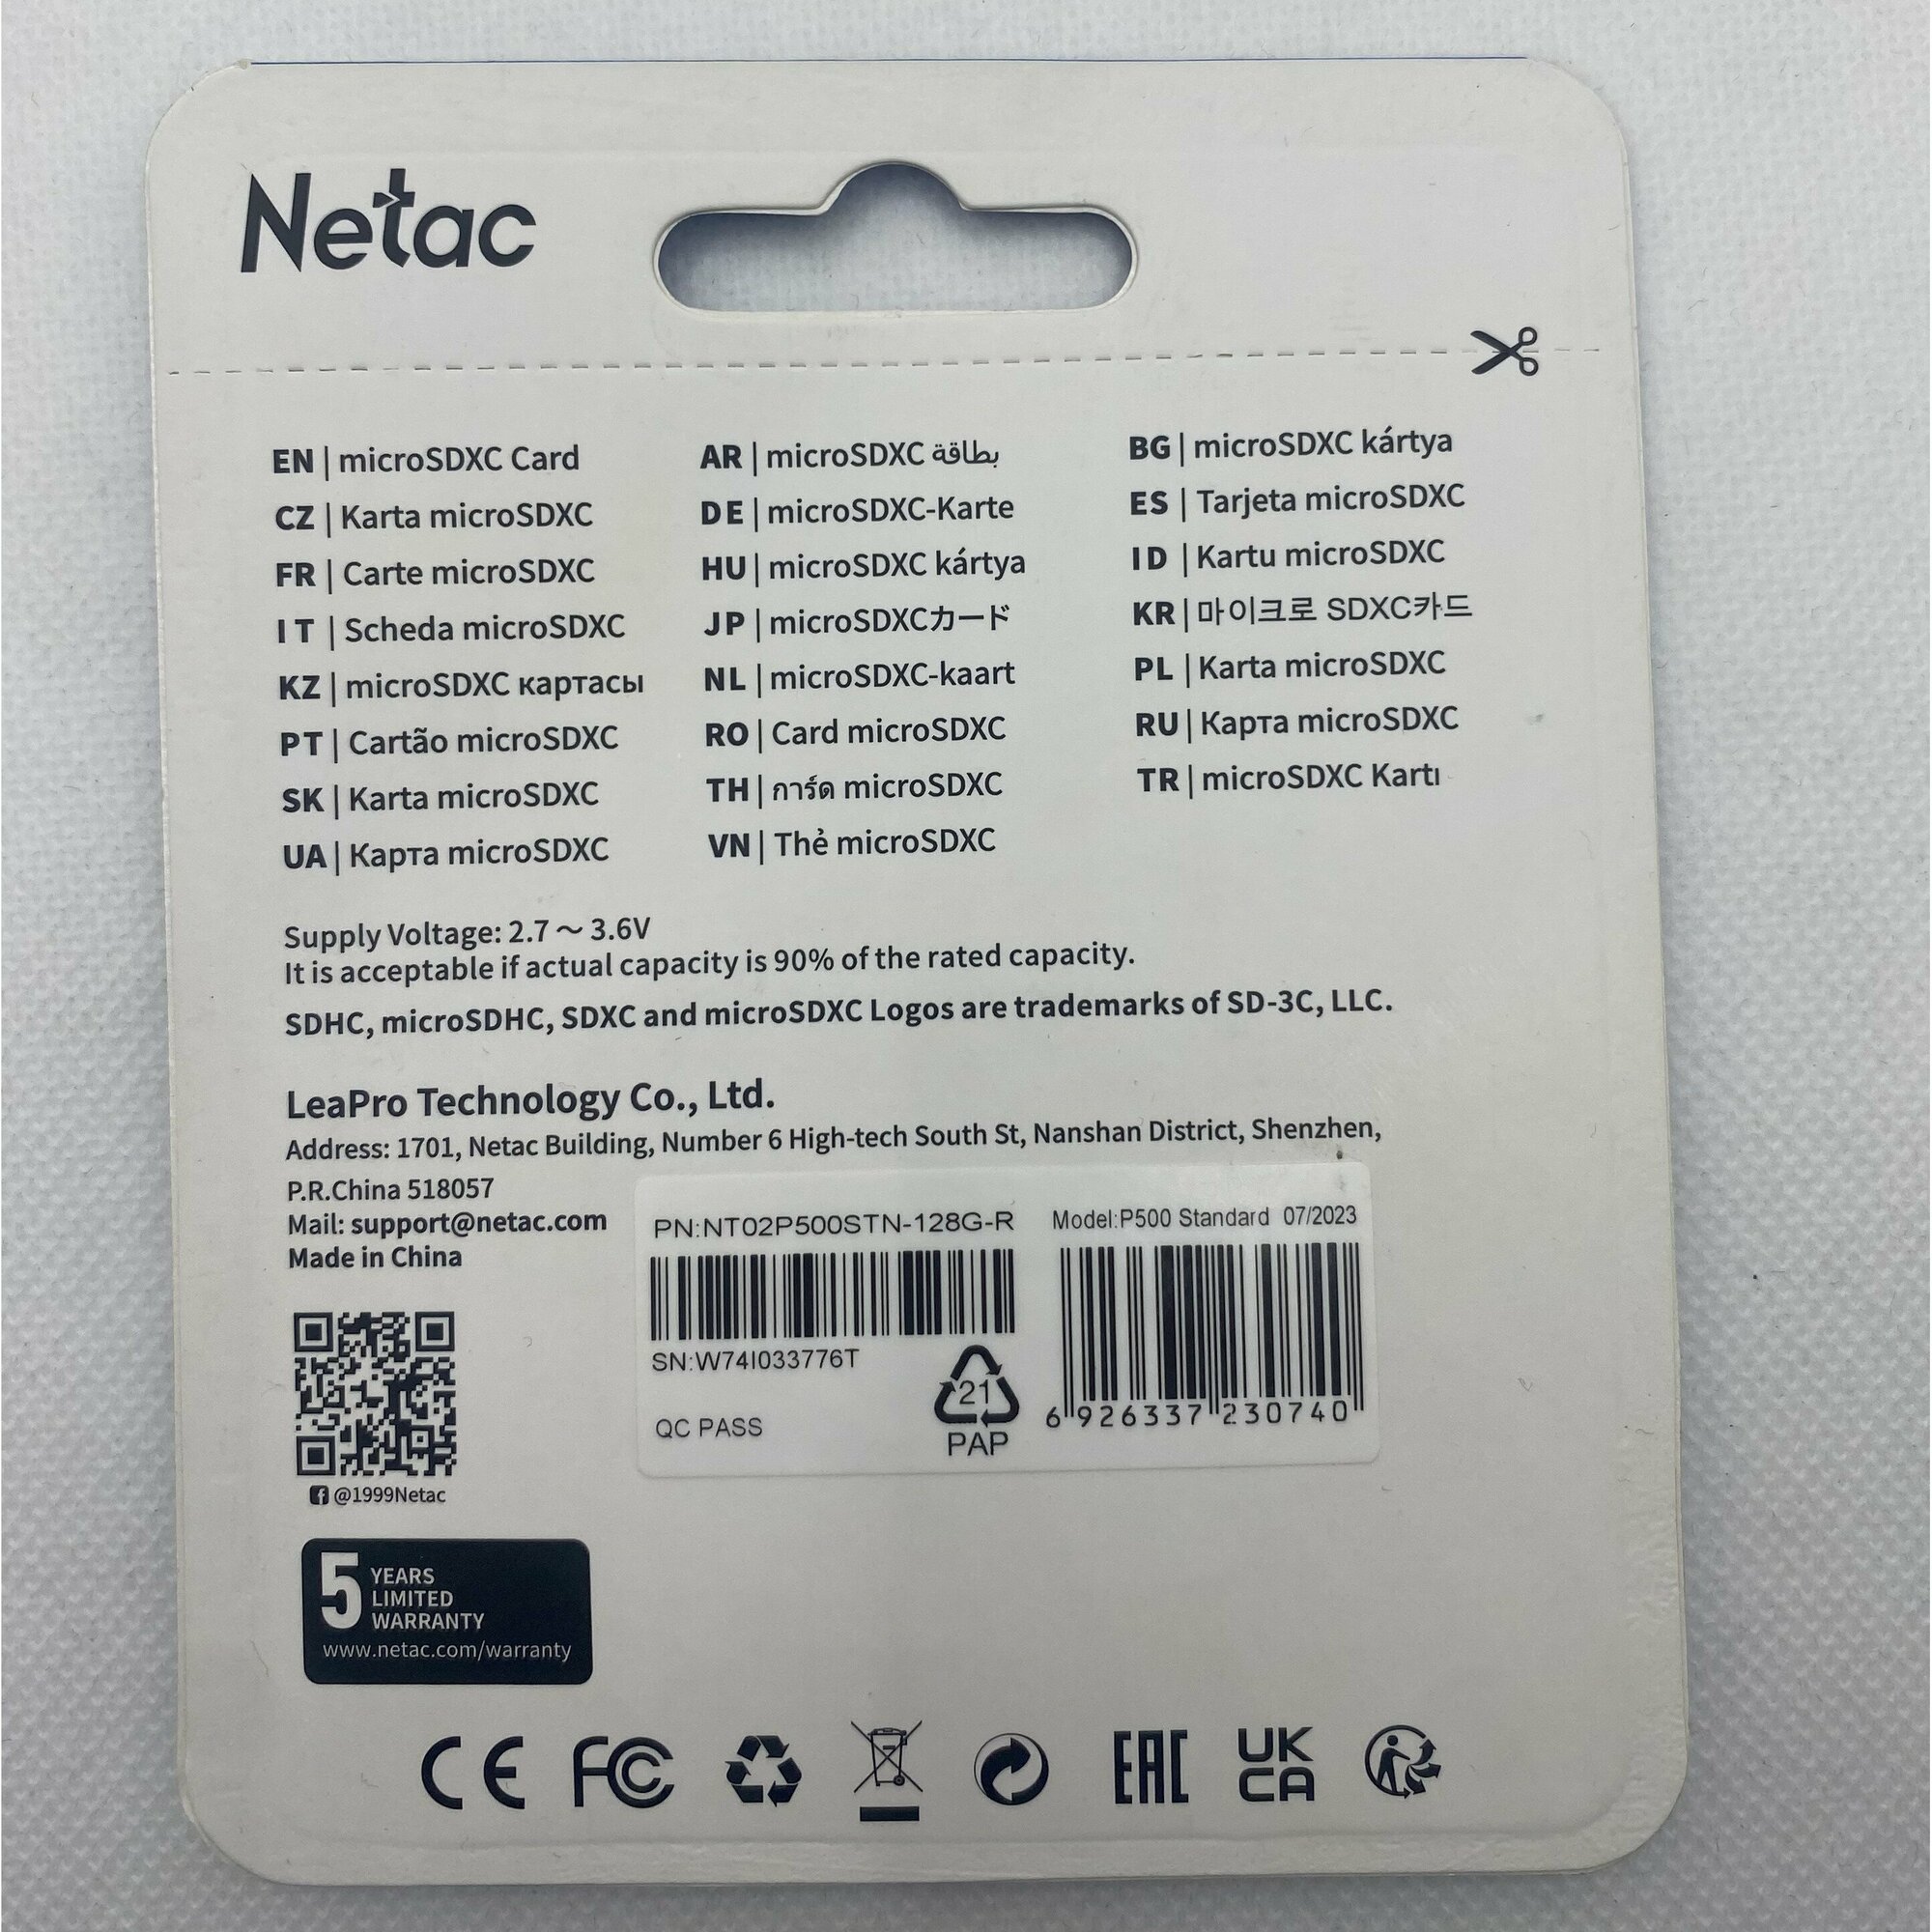 Netac
EN | microSDXC Card
CZ | Karta microSDXC
FR | Carte microSDXC
IT | Scheda microSDXC
KZ | microSDXC картасы
PT | Cartão microSDXC
SK | Karta microSDXC
UA | Карта microSDXC
AR | microSDXC بطاقة
DE | microSDXC-Karte
HU | microSDXC kártya
JP | microSDXCカード
NL | microSDXC-kaart
RO | Card microSDXC
TH | การ์ด microSDXC
VN | Thẻ microSDXC
BG | microSDXC kártya
ES | Tarjeta microSDXC
ID | Kartu microSDXC
KR | 마이크로 SDXC카드
PL | Karta microSDXC
RU | Карта microSDXC
TR | microSDXC Kartı
Supply Voltage: 2.7～3.6V
It is acceptable if actual capacity is 90% of the rated capacity.
SDHC, microSDHC, SDXC and microSDXC Logos are trademarks of SD-3C, LLC.
LeaPro Technology Co., Ltd.
Address: 1701, Netac Building, Number 6 High-tech South St, Nanshan District, Shenzhen,
P.R.China 518057
Mail: support@netac.com
Made in China
@1999Netac
PN:NT02P500STN-128G-R
Model:P500 Standard 07/2023
SN:W74I033776T
QC PASS
21
PAP
6 926337 230740
5 YEARS
LIMITED
WARRANTY
www.netac.com/warranty
CE FC EAC UK
CA